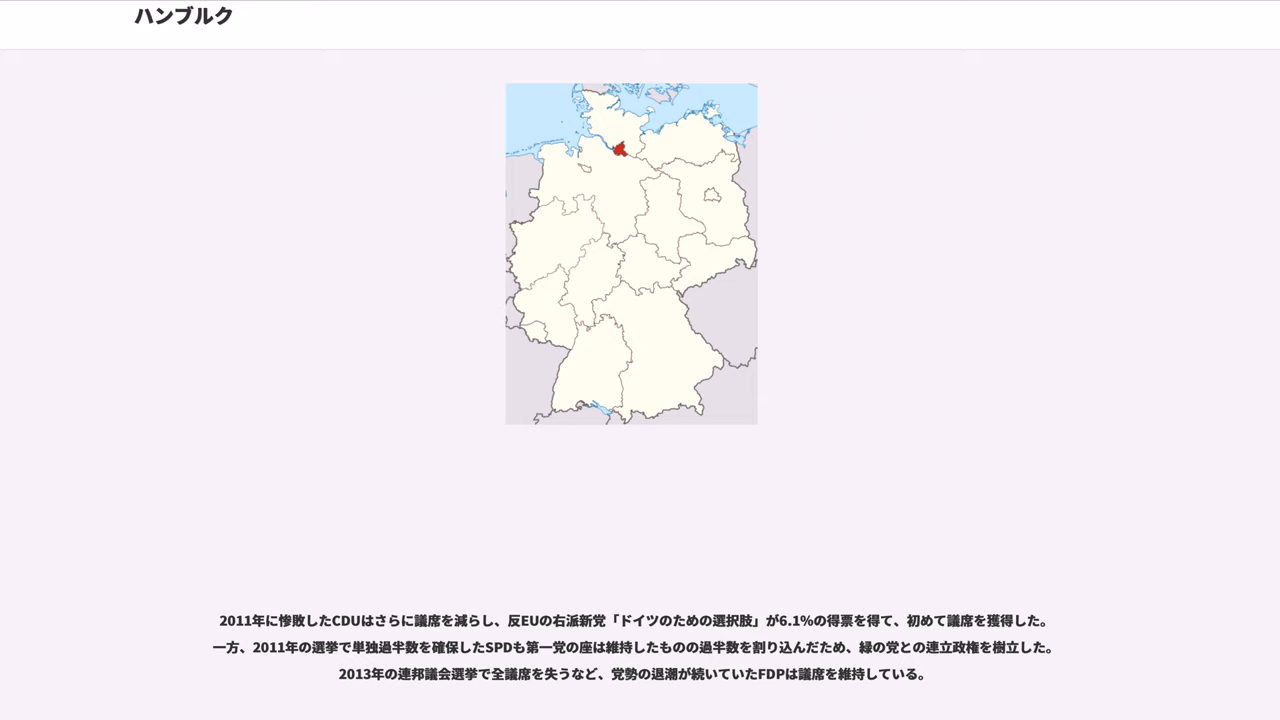 ハンブルク
2011年に惨敗したCDUはさらに議席を減らし、反EUの右派新党「ドイツのための選択肢」が6.1%の得票を得て、初めて議席を獲得した。
一方、2011年の選挙で単独過半数を確保したSPDも第一党の座は維持したものの過半数を割り込んだため、緑の党との連立政権を樹立した。
2013年の連邦議会選挙で全議席を失うなど、党勢の退潮が続いていたFDPは議席を維持している。